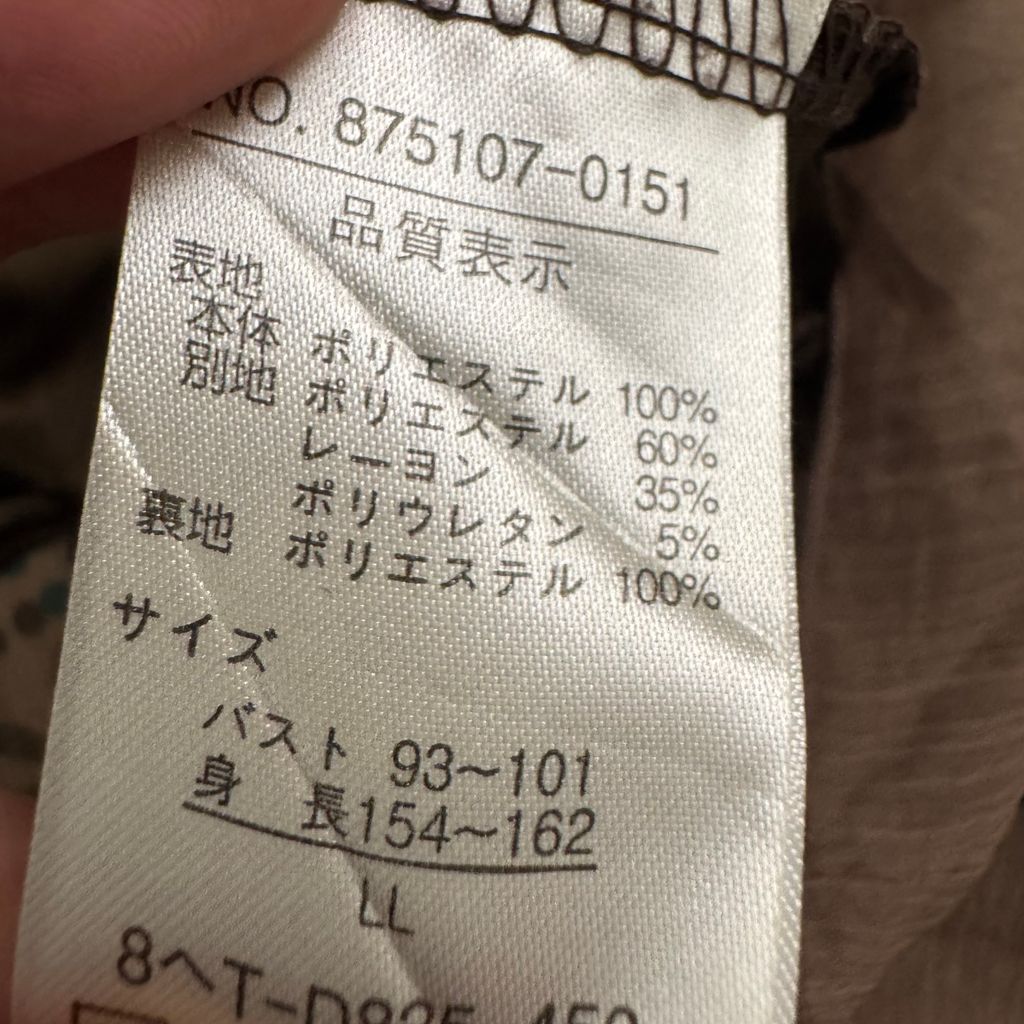 NO. 875107-0151
品質表示
表地
本体 ポリエステル 100%
別地 ポリエステル 60%
レーヨン 35%
ポリウレタン 5%
裏地 ポリエステル 100%
サイズ
バスト 93~101
身 長154~162
LL